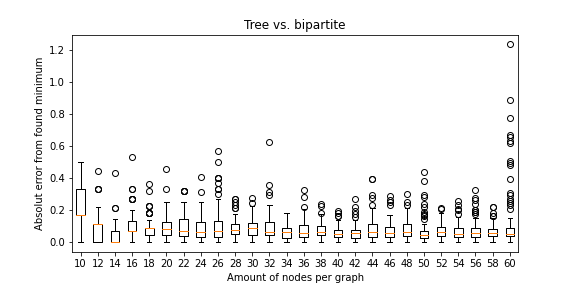 Tree vs. bipartite
Absolut error from found minimum
1.2
1.0
0.8
0.6
0.4
0.2
0.0
10 12 14 16 18 20 22 24 26 28 30 32 34 36 38 40 42 44 46 48 50 52 54 56 58 60
Amount of nodes per graph